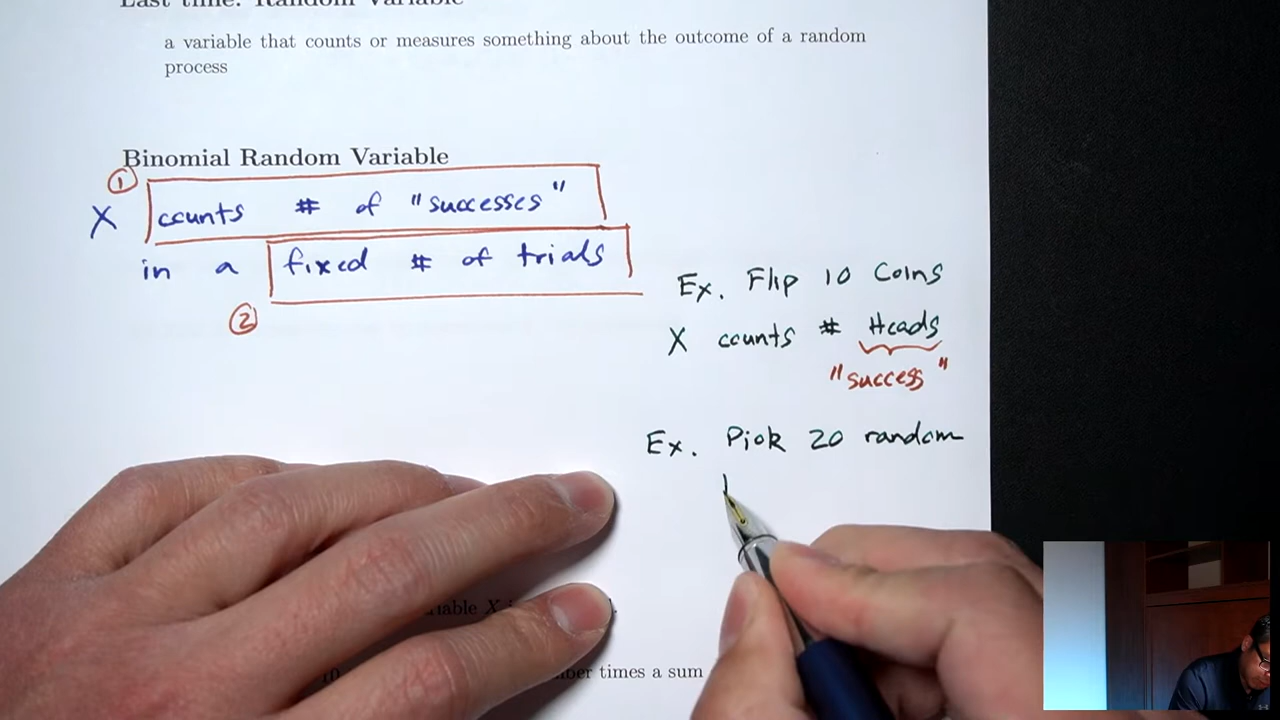 Last time: Random Variable
a variable that counts or measures something about the outcome of a random
process
Binomial Random Variable
①
X counts # of "successes"
in a fixed # of trials
②
Ex. Flip 10 Coins
X counts # Heads
"success"
Ex. Pick 20 random
X
times a sum